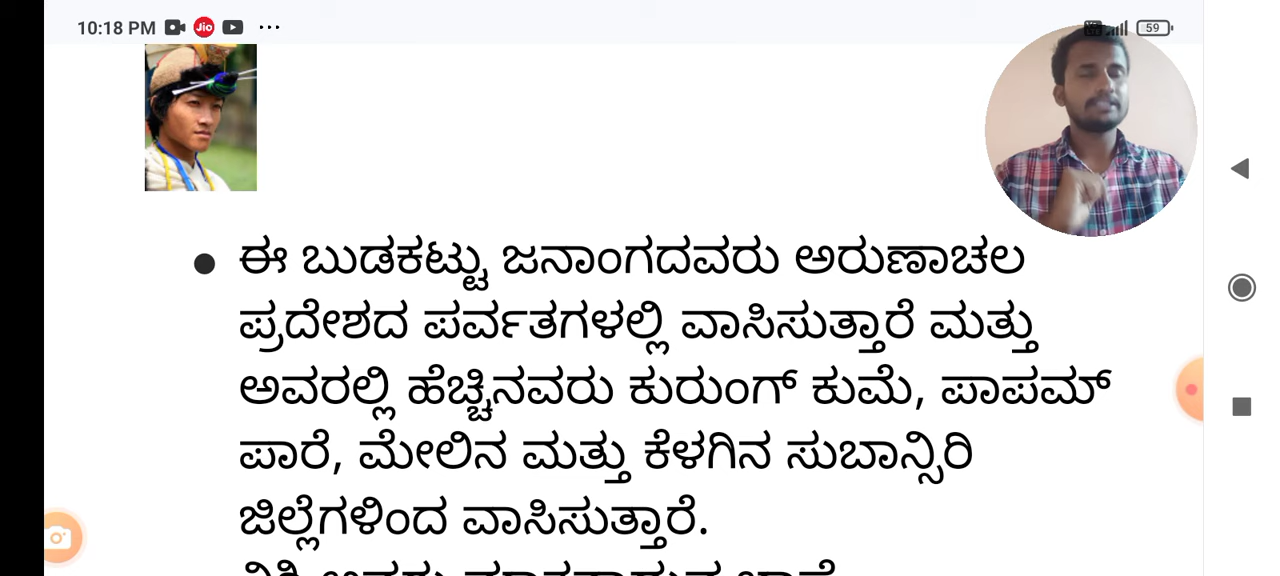 10:18 PM Jio ... 59
ಈ ಬುಡಕಟ್ಟು ಜನಾಂಗದವರು ಅರುಣಾಚಲ
ಪ್ರದೇಶದ ಪರ್ವತಗಳಲ್ಲಿ ವಾಸಿಸುತ್ತಾರೆ ಮತ್ತು
ಅವರಲ್ಲಿ ಹೆಚ್ಚಿನವರು ಕುರುಂಗ್ ಕುಮೆ, ಪಾಪಮ್
ಪಾರೆ, ಮೇಲಿನ ಮತ್ತು ಕೆಳಗಿನ ಸುಬಾನ್ಸಿರಿ
ಜಿಲ್ಲೆಗಳಿಂದ ವಾಸಿಸುತ್ತಾರೆ.